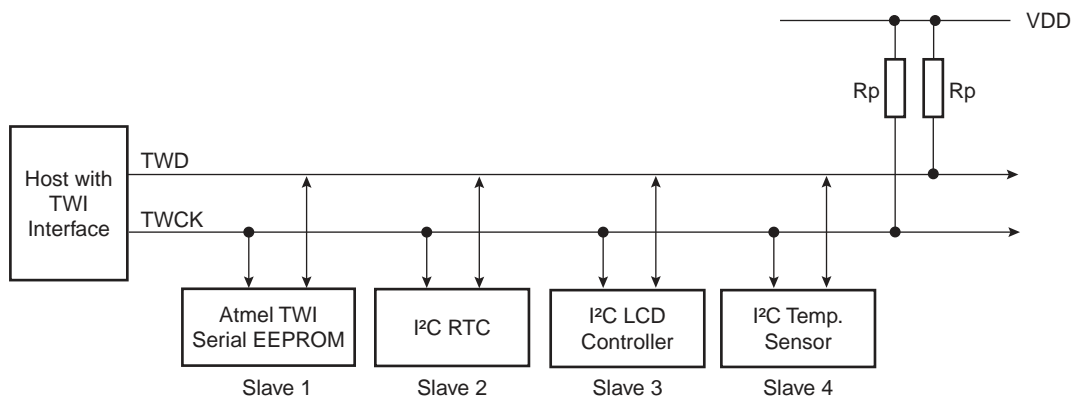 VDD
Rp
Rp
Host with
TWI
Interface
TWD
TWCK
Atmel TWI
Serial EEPROM
I²C RTC
I²C LCD
Controller
I²C Temp.
Sensor
Slave 1
Slave 2
Slave 3
Slave 4